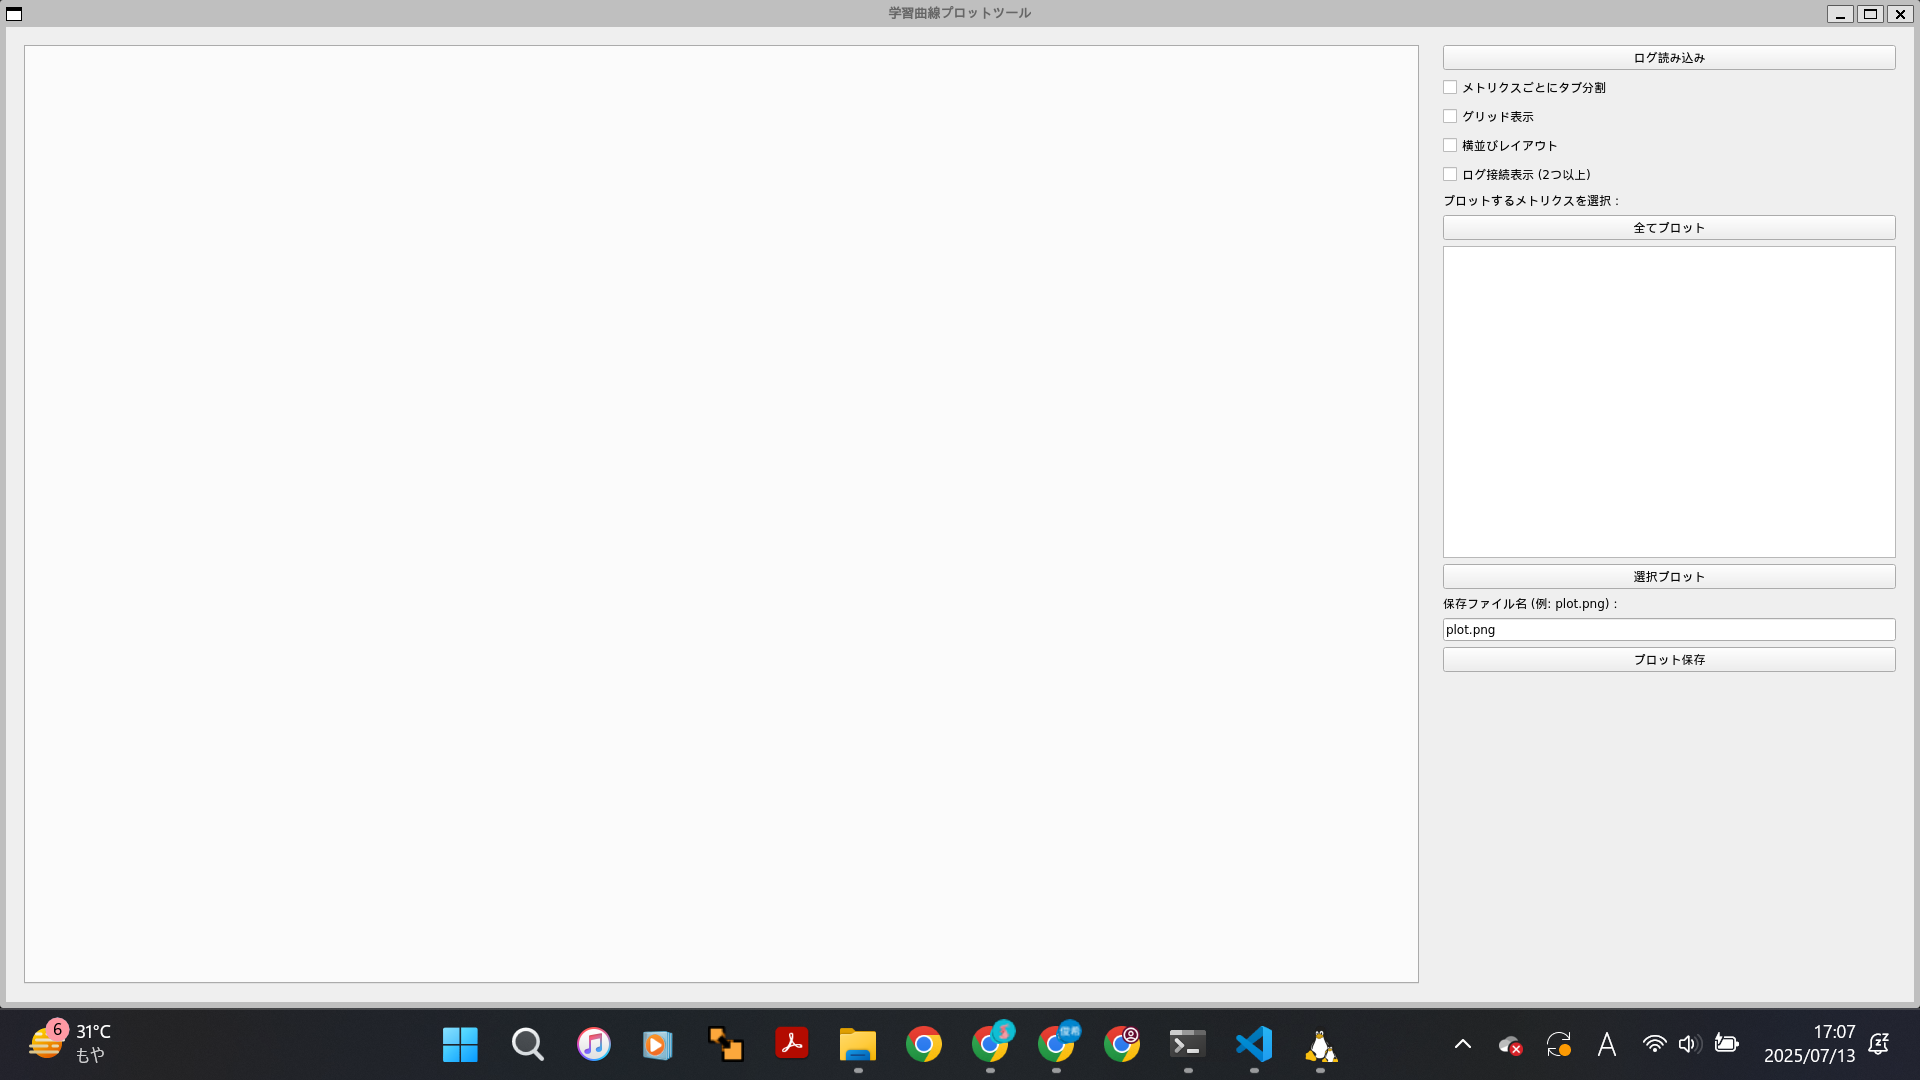 学習曲線プロットツール
ログ読み込み
メトリクスごとにタブ分割
グリッド表示
横並びレイアウト
ログ接続表示 (2つ以上)
プロットするメトリクスを選択：
全てプロット
選択プロット
保存ファイル名 (例: plot.png)：
plot.png
プロット保存
6
31°C
もや
俊希
A
17:07
2025/07/13